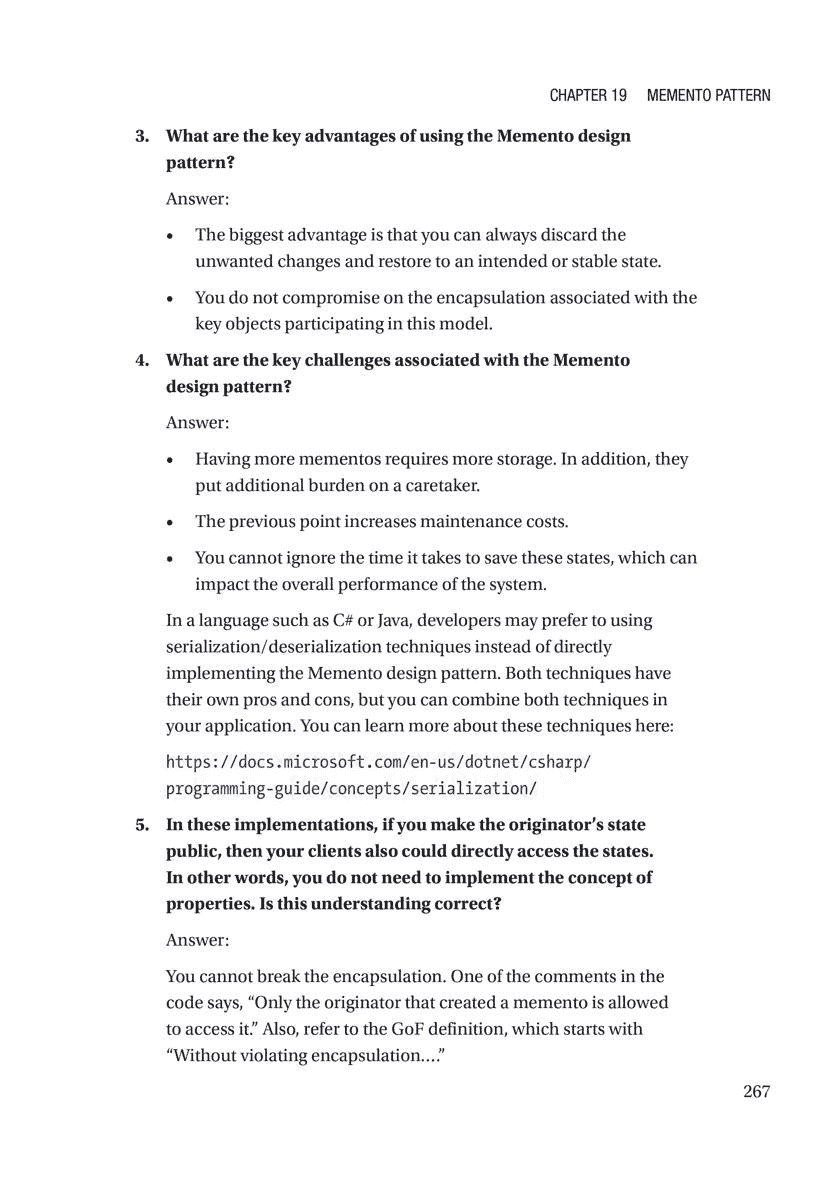 CHAPTER 19 MEMENTO PATTERN
3. What are the key advantages of using the Memento design
pattern?
Answer:
• The biggest advantage is that you can always discard the
unwanted changes and restore to an intended or stable state.
• You do not compromise on the encapsulation associated with the
key objects participating in this model.
4. What are the key challenges associated with the Memento
design pattern?
Answer:
• Having more mementos requires more storage. In addition, they
put additional burden on a caretaker.
• The previous point increases maintenance costs.
• You cannot ignore the time it takes to save these states, which can
impact the overall performance of the system.
In a language such as C# or Java, developers may prefer to using
serialization/deserialization techniques instead of directly
implementing the Memento design pattern. Both techniques have
their own pros and cons, but you can combine both techniques in
your application. You can learn more about these techniques here:
https://docs.microsoft.com/en-us/dotnet/csharp/
programming-guide/concepts/serialization/
5. In these implementations, if you make the originator’s state
public, then your clients also could directly access the states.
In other words, you do not need to implement the concept of
properties. Is this understanding correct?
Answer:
You cannot break the encapsulation. One of the comments in the
code says, “Only the originator that created a memento is allowed
to access it.” Also, refer to the GoF definition, which starts with
“Without violating encapsulation....”
267